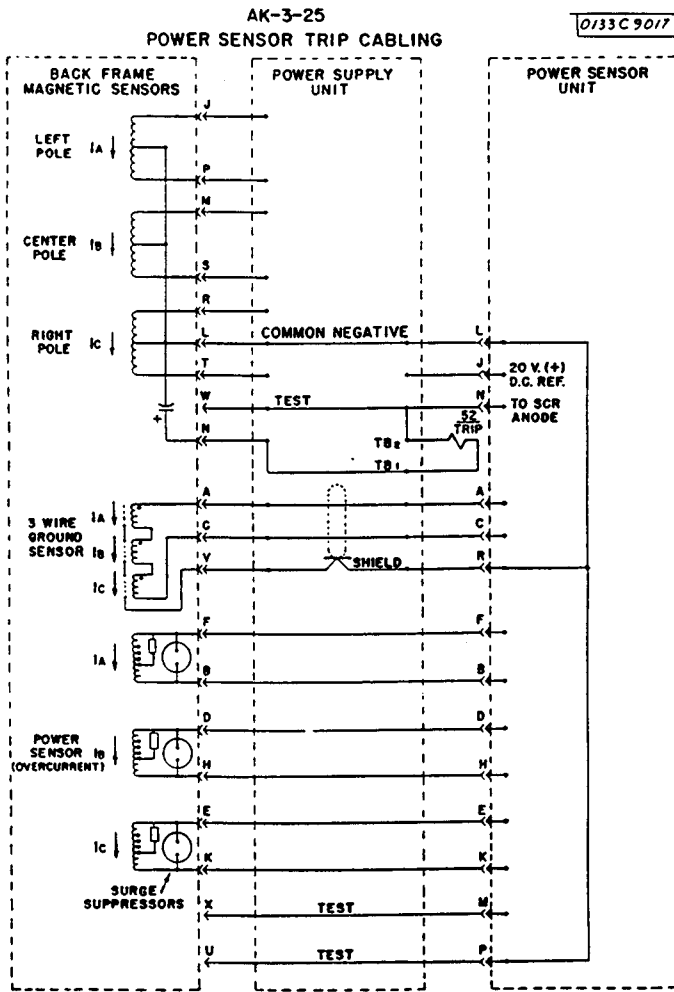 AK-3-25
0133C9017
POWER SENSOR TRIP CABLING
BACK FRAME
MAGNETIC SENSORS
POWER SUPPLY
UNIT
POWER SENSOR
UNIT
J
LEFT
POLE
IA
P
M
CENTER
POLE
IB
S
R
RIGHT
POLE
IC
L
COMMON NEGATIVE
L
T
J
20 V. (+)
D.C. REF.
W
TEST
N
TO SCR
ANODE
+
52
TRIP
N
TB2
TB1
A
A
3 WIRE
GROUND
SENSOR
IA
C
C
IB
V
SHIELD
R
IC
F
F
IA
B
B
D
D
POWER
SENSOR
(OVERCURRENT)
IB
H
H
E
E
IC
K
K
SURGE
SUPPRESSORS
X
TEST
M
U
TEST
P